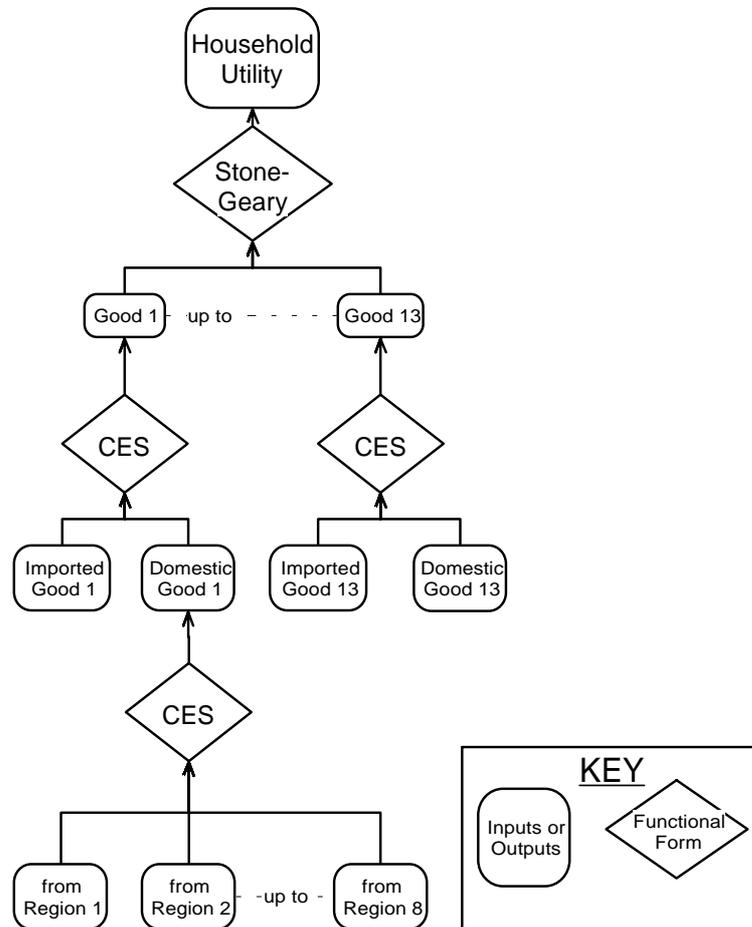 Household
Utility
Stone-
Geary
Good 1
up to
Good 13
CES
CES
Imported
Good 1
Domestic
Good 1
Imported
Good 13
Domestic
Good 13
CES
KEY
Inputs or
Outputs
Functional
Form
from
Region 1
from
Region 2
up to
from
Region 8